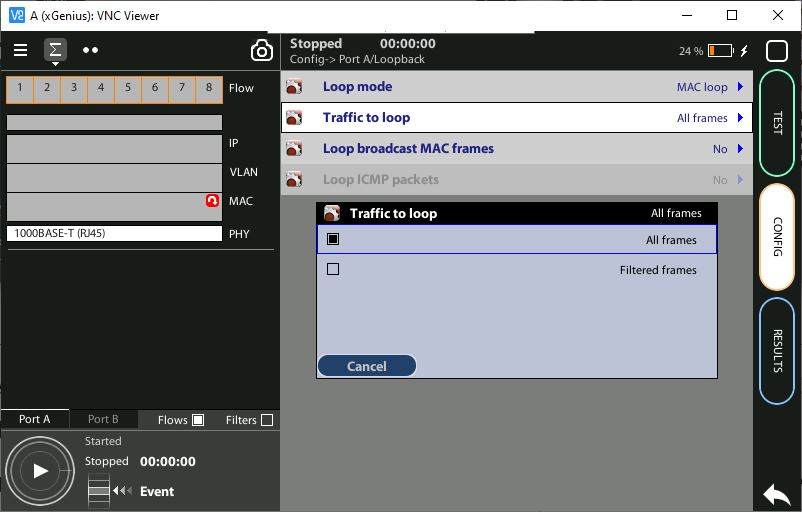 A (xGenius): VNC Viewer
Stopped 00:00:00
Config-> Port A/Loopback
24 %
1 2 3 4 5 6 7 8 Flow
IP
VLAN
MAC
1000BASE-T (RJ45) PHY
Loop mode MAC loop
Traffic to loop All frames
Loop broadcast MAC frames No
Loop ICMP packets No
Traffic to loop All frames
All frames
Filtered frames
Cancel
TEST
CONFIG
RESULTS
Port A Port B Flows Filters
Started
Stopped 00:00:00
Event